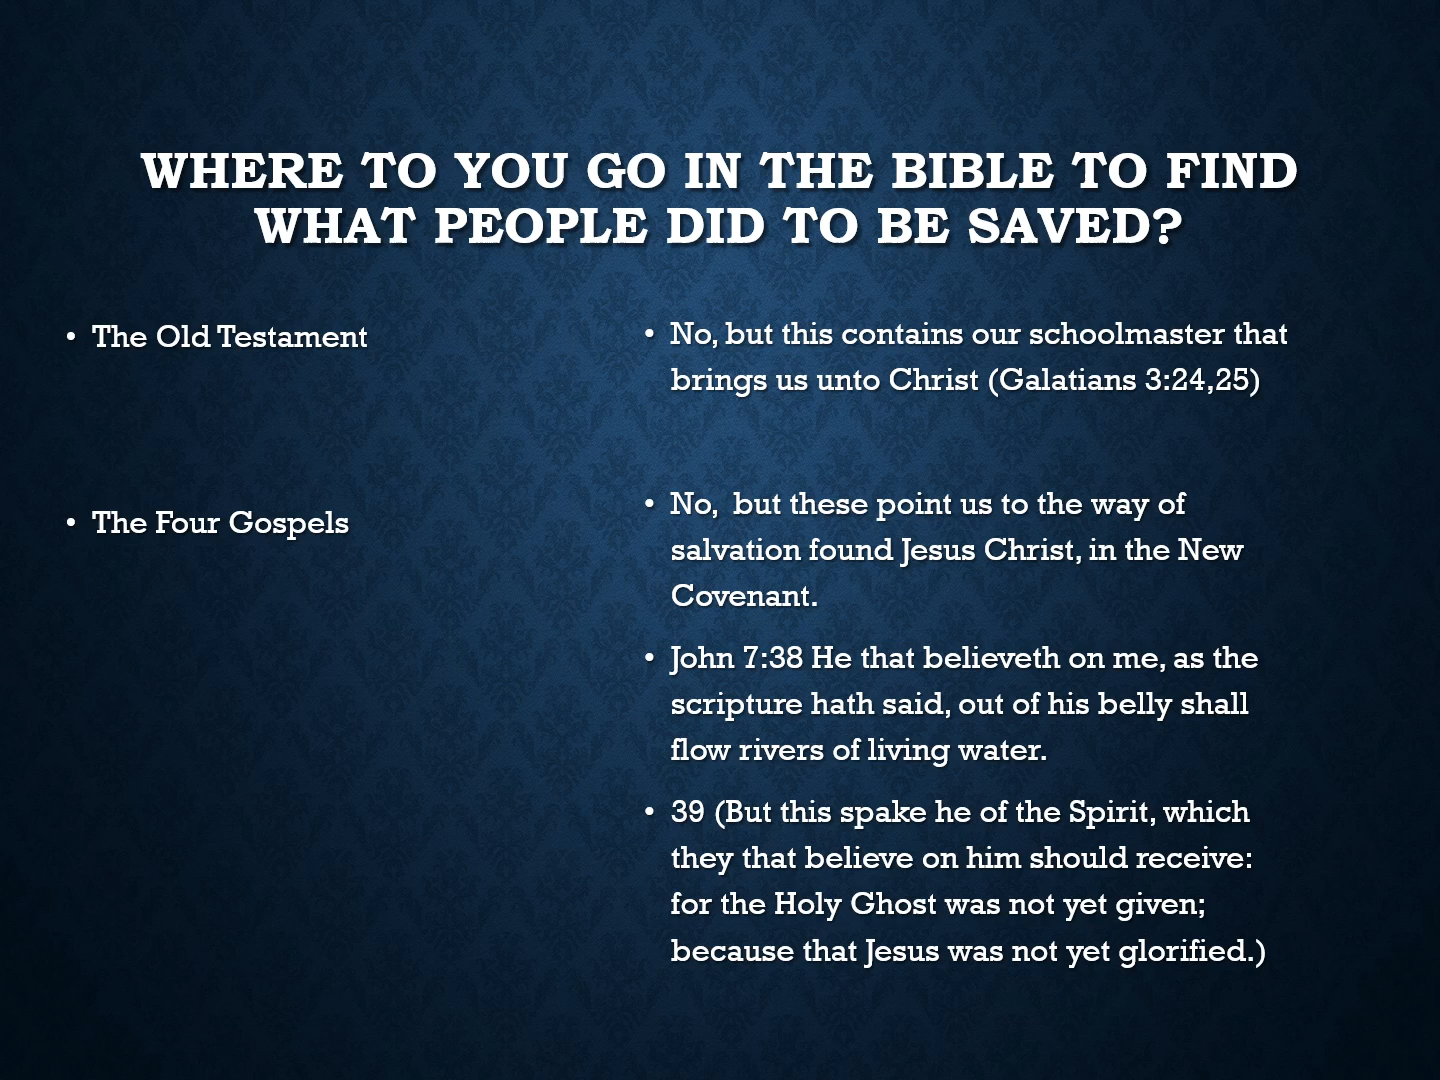 WHERE TO YOU GO IN THE BIBLE TO FIND
WHAT PEOPLE DID TO BE SAVED?
• The Old Testament
• The Four Gospels
• No, but this contains our schoolmaster that
brings us unto Christ (Galatians 3:24,25)
• No,  but these point us to the way of
salvation found Jesus Christ, in the New
Covenant.
• John 7:38 He that believeth on me, as the
scripture hath said, out of his belly shall
flow rivers of living water.
• 39 (But this spake he of the Spirit, which
they that believe on him should receive:
for the Holy Ghost was not yet given;
because that Jesus was not yet glorified.)